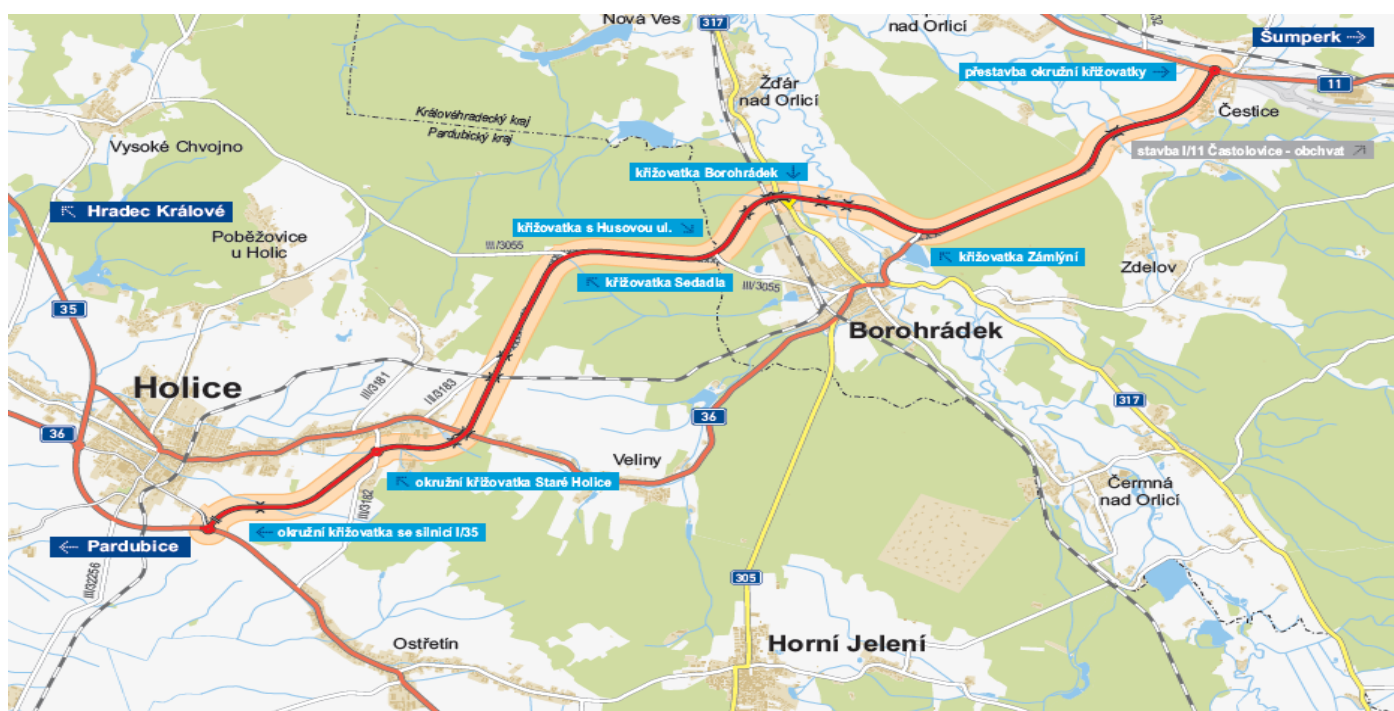 Nová Ves
317
nad Orlicí
32
Šumperk
přestavba okružní křižovatky
11
Žďár
nad Orlicí
Čestice
Královéhradecký kraj
Pardubický kraj
stavba I/11 Častolovice - obchvat
Vysoké Chvojno
křižovatka Borohrádek
Hradec Králové
křižovatka s Husovou ul.
Poběžovice
u Holic
III/3055
křižovatka Zámlýní
Zdelov
křižovatka Sedadla
III/3055
35
Borohrádek
Holice
III/3181
III/3183
317
36
36
Veliny
okružní křižovatka Staré Holice
Čermná
nad Orlicí
III/3182
okružní křižovatka se silnicí I/35
Pardubice
III/32256
305
Ostřetín
Horní Jelení